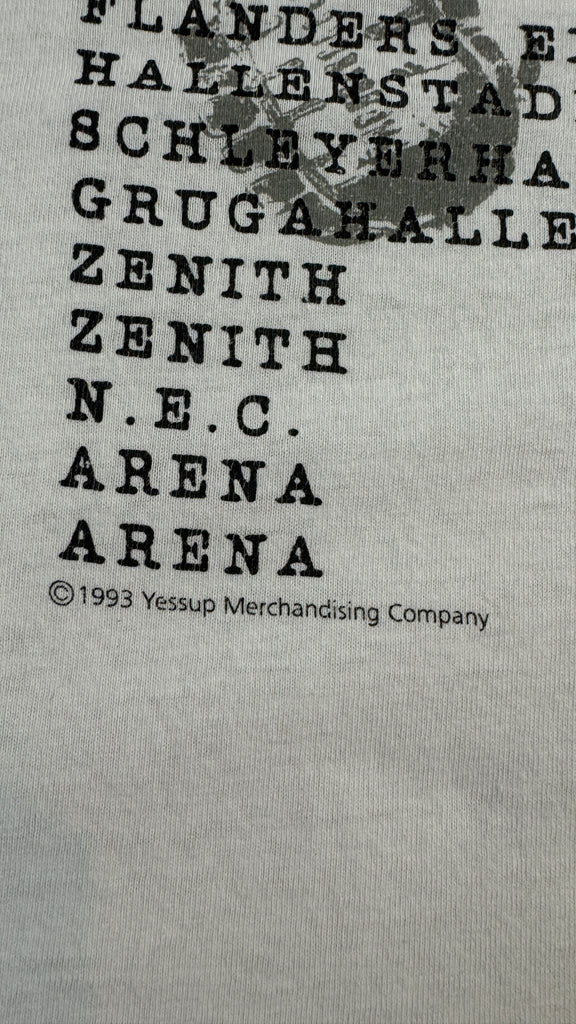 FLANDERS
HALLENSTAD
SCHLEYERHA
GRUGAHALLE
ZENITH
ZENITH
N.E.C.
ARENA
ARENA
©1993 Yessup Merchandising Company